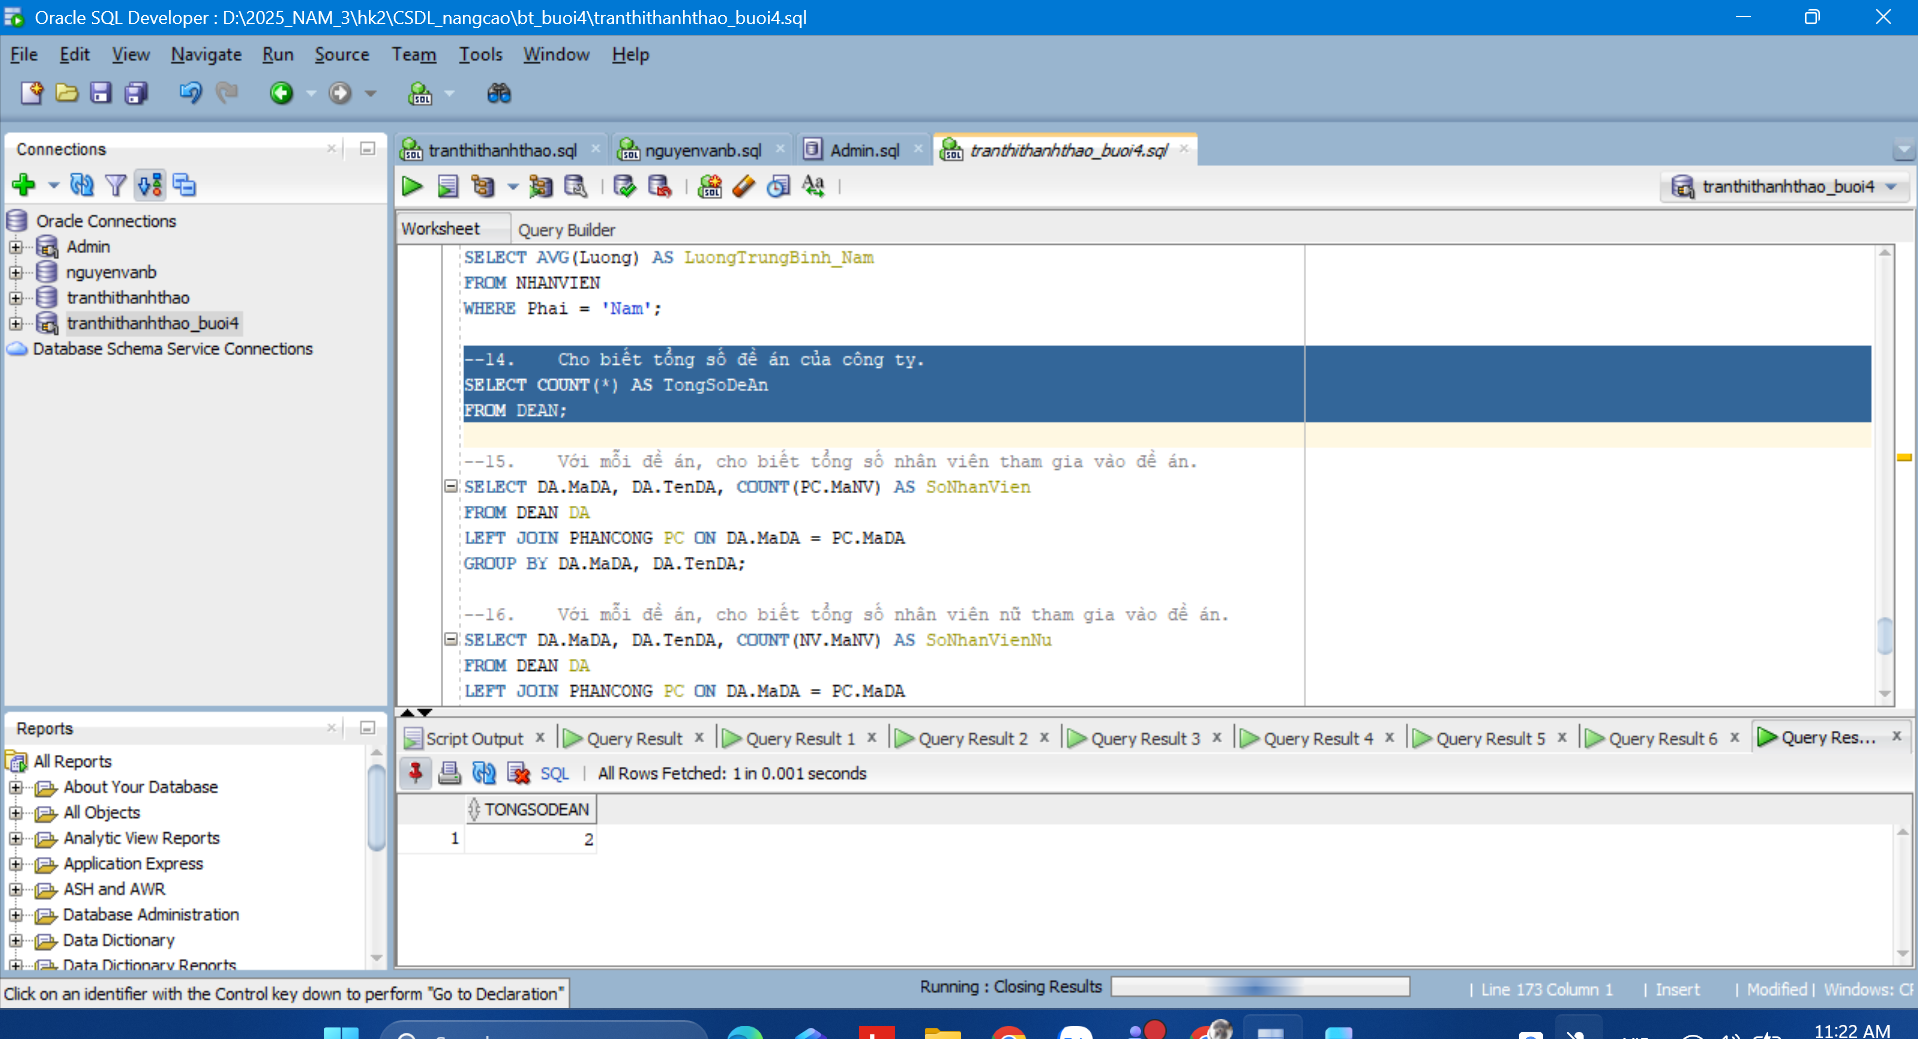 Oracle SQL Developer : D:\2025_NAM_3\hk2\CSDL_nangcao\bt_buoi4\tranthithanhthao_buoi4.sql
File Edit View Navigate Run Source Team Tools Window Help
Connections
Oracle Connections
Admin
nguyenvanb
tranthithanhthao
tranthithanhthao_buoi4
Database Schema Service Connections
tranthithanhthao.sql nguyenvanb.sql Admin.sql tranthithanhthao_buoi4.sql
tranthithanhthao_buoi4
Worksheet Query Builder
SELECT AVG(Luong) AS LuongTrungBinh_Nam
FROM NHANVIEN
WHERE Phai = 'Nam';
--14. Cho biết tổng số đề án của công ty.
SELECT COUNT(*) AS TongSoDeAn
FROM DEAN;
--15. Với mỗi đề án, cho biết tổng số nhân viên tham gia vào đề án.
SELECT DA.MaDA, DA.TenDA, COUNT(PC.MaNV) AS SoNhanVien
FROM DEAN DA
LEFT JOIN PHANCONG PC ON DA.MaDA = PC.MaDA
GROUP BY DA.MaDA, DA.TenDA;
--16. Với mỗi đề án, cho biết tổng số nhân viên nữ tham gia vào đề án.
SELECT DA.MaDA, DA.TenDA, COUNT(NV.MaNV) AS SoNhanVienNu
FROM DEAN DA
LEFT JOIN PHANCONG PC ON DA.MaDA = PC.MaDA
Reports
All Reports
About Your Database
All Objects
Analytic View Reports
Application Express
ASH and AWR
Database Administration
Data Dictionary
Data Dictionary Reports
Script Output Query Result Query Result 1 Query Result 2 Query Result 3 Query Result 4 Query Result 5 Query Result 6 Query Res...
SQL All Rows Fetched: 1 in 0.001 seconds
TONGSODEAN
1 2
Click on an identifier with the Control key down to perform "Go to Declaration"
Running : Closing Results
Line 173 Column 1 | Insert | Modified | Windows:
11:22 AM